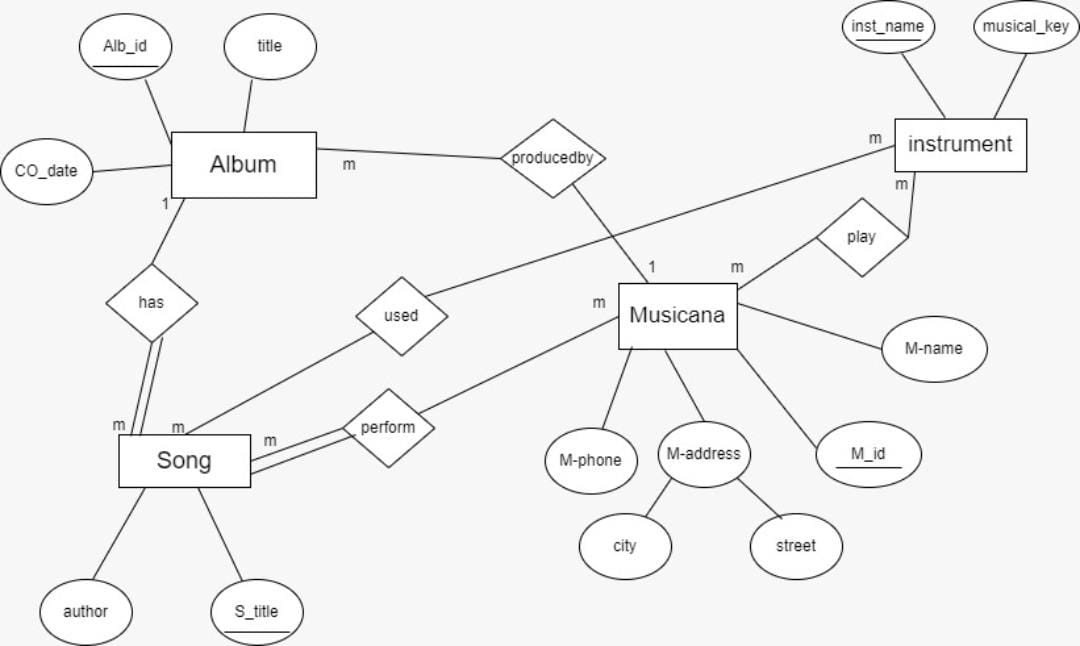 inst_name
musical_key
Alb_id
title
m
instrument
Album
m
producedby
CO_date
m
1
play
1
m
has
m
used
Musicana
M-name
m
m
m
perform
Song
M-phone
M-address
M_id
city
street
author
S_title